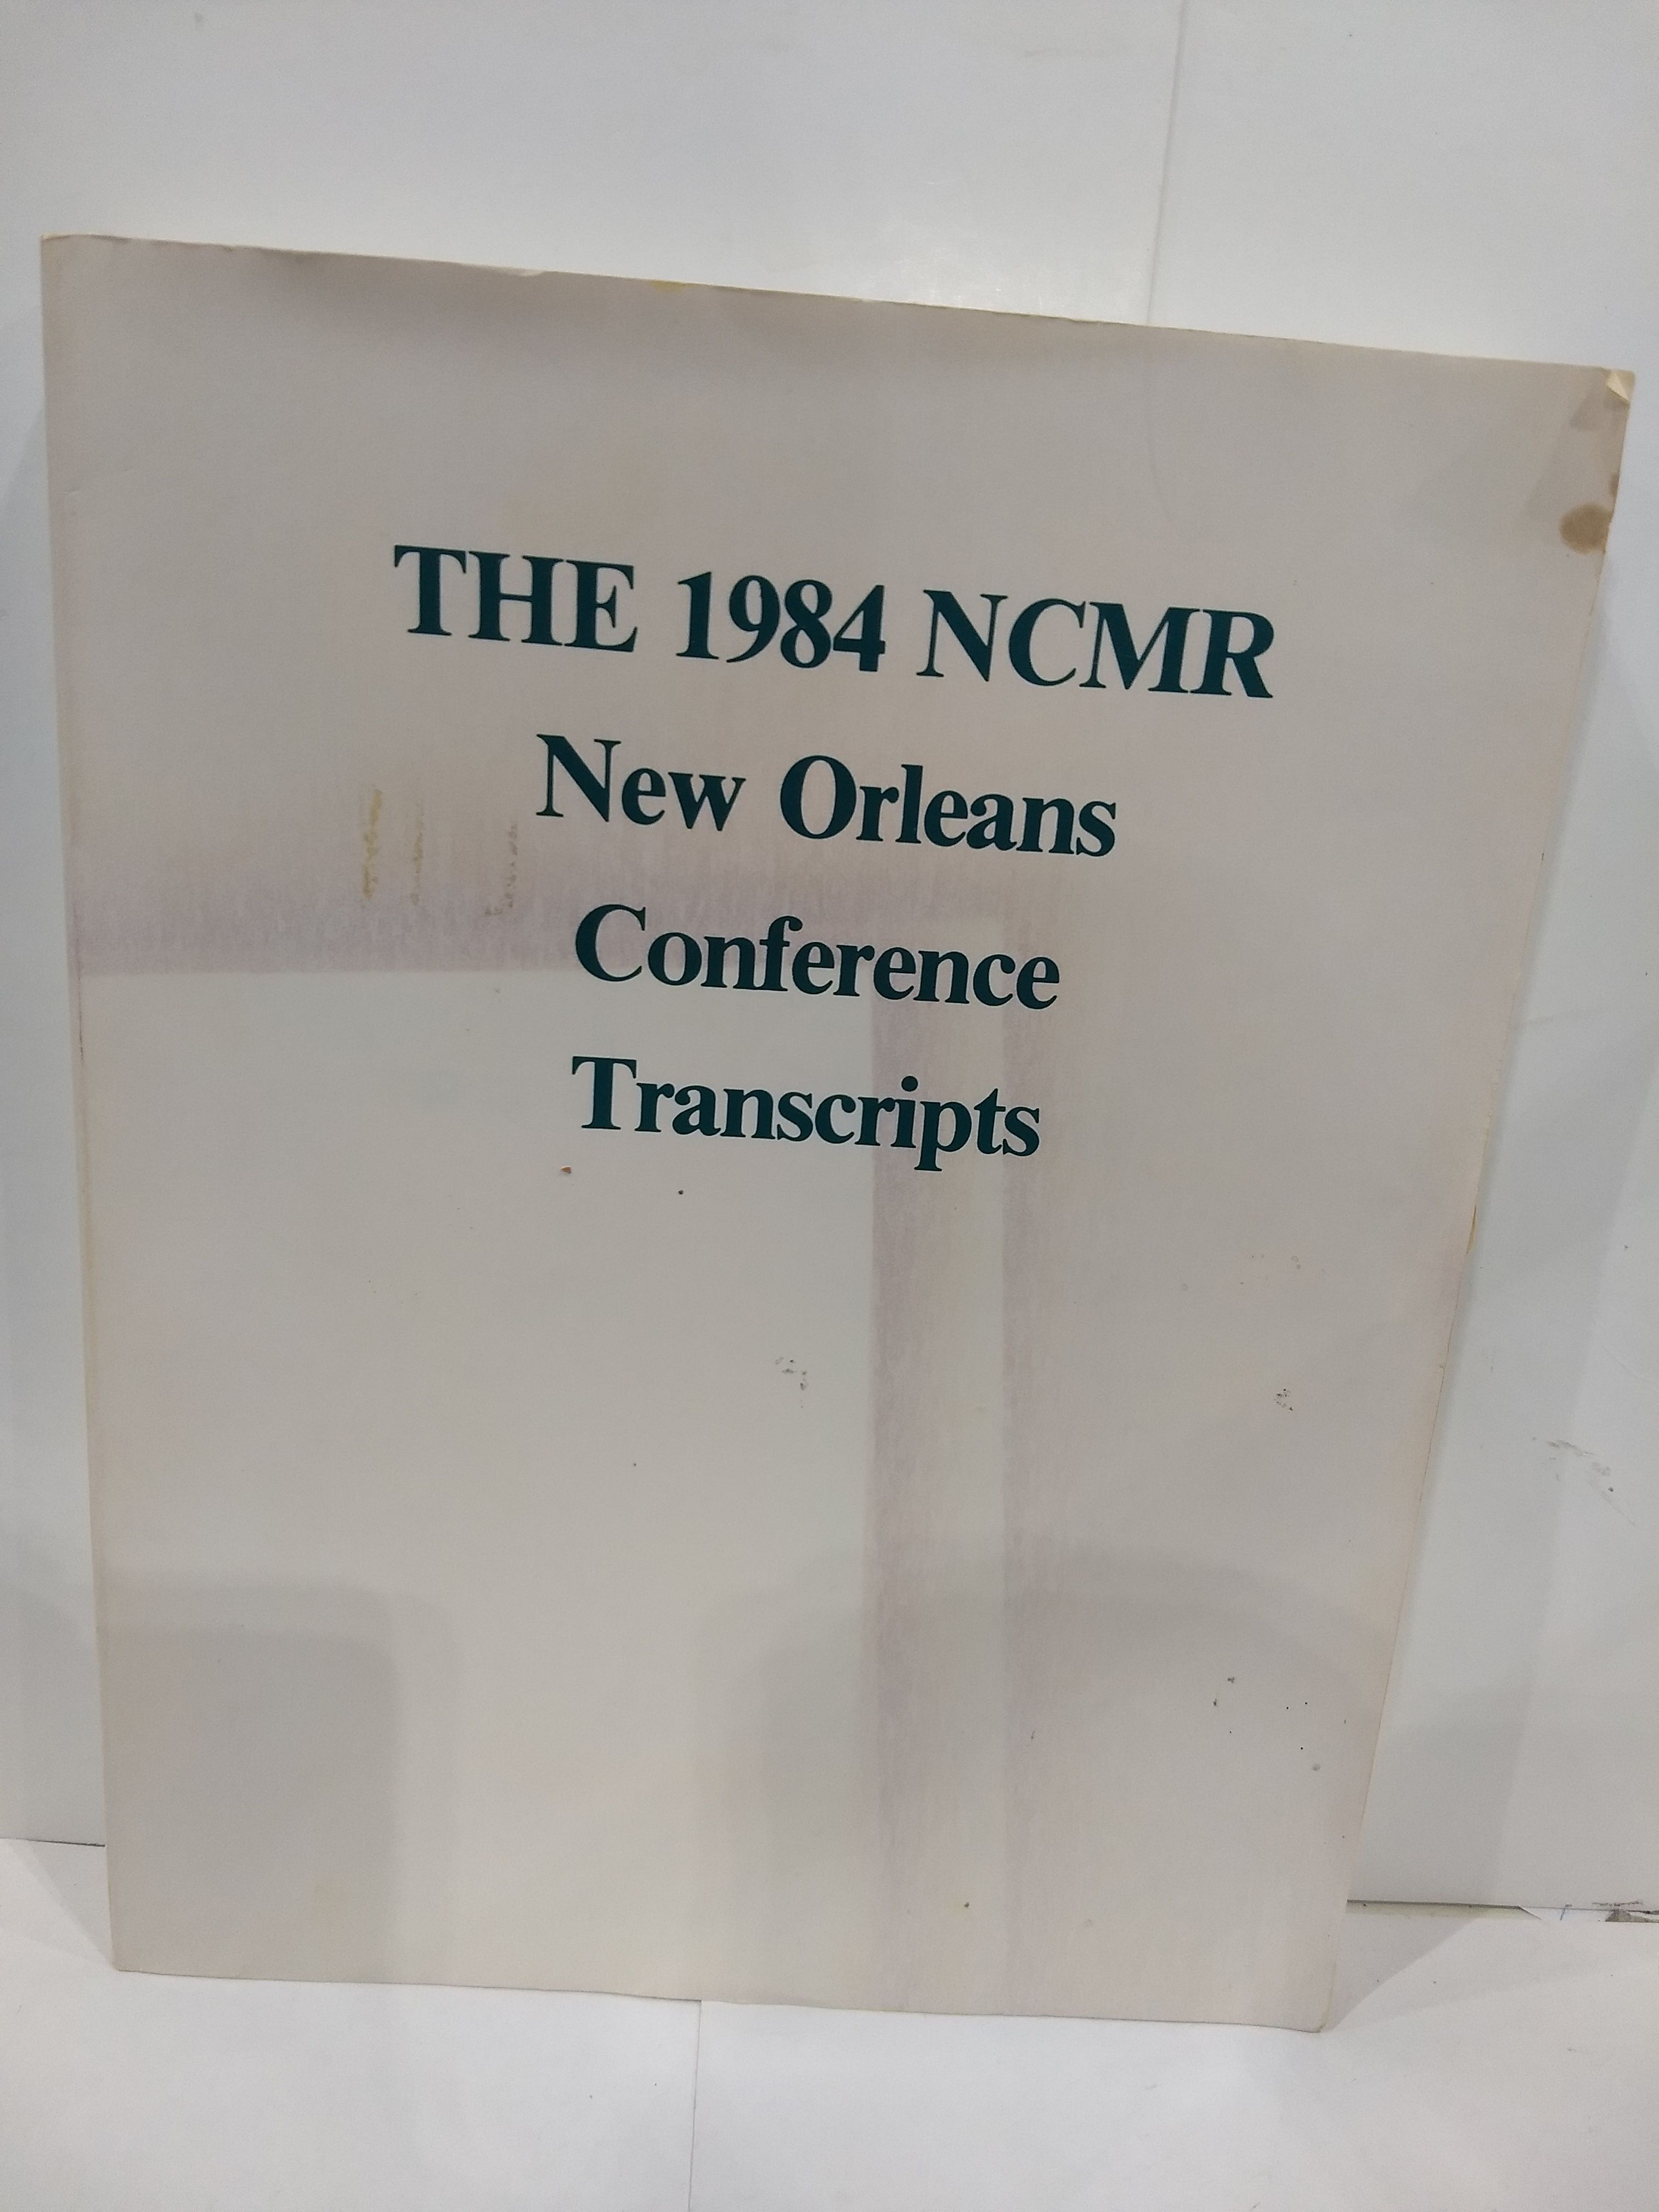 THE 1984 NCMR
New Orleans
Conference
Transcripts